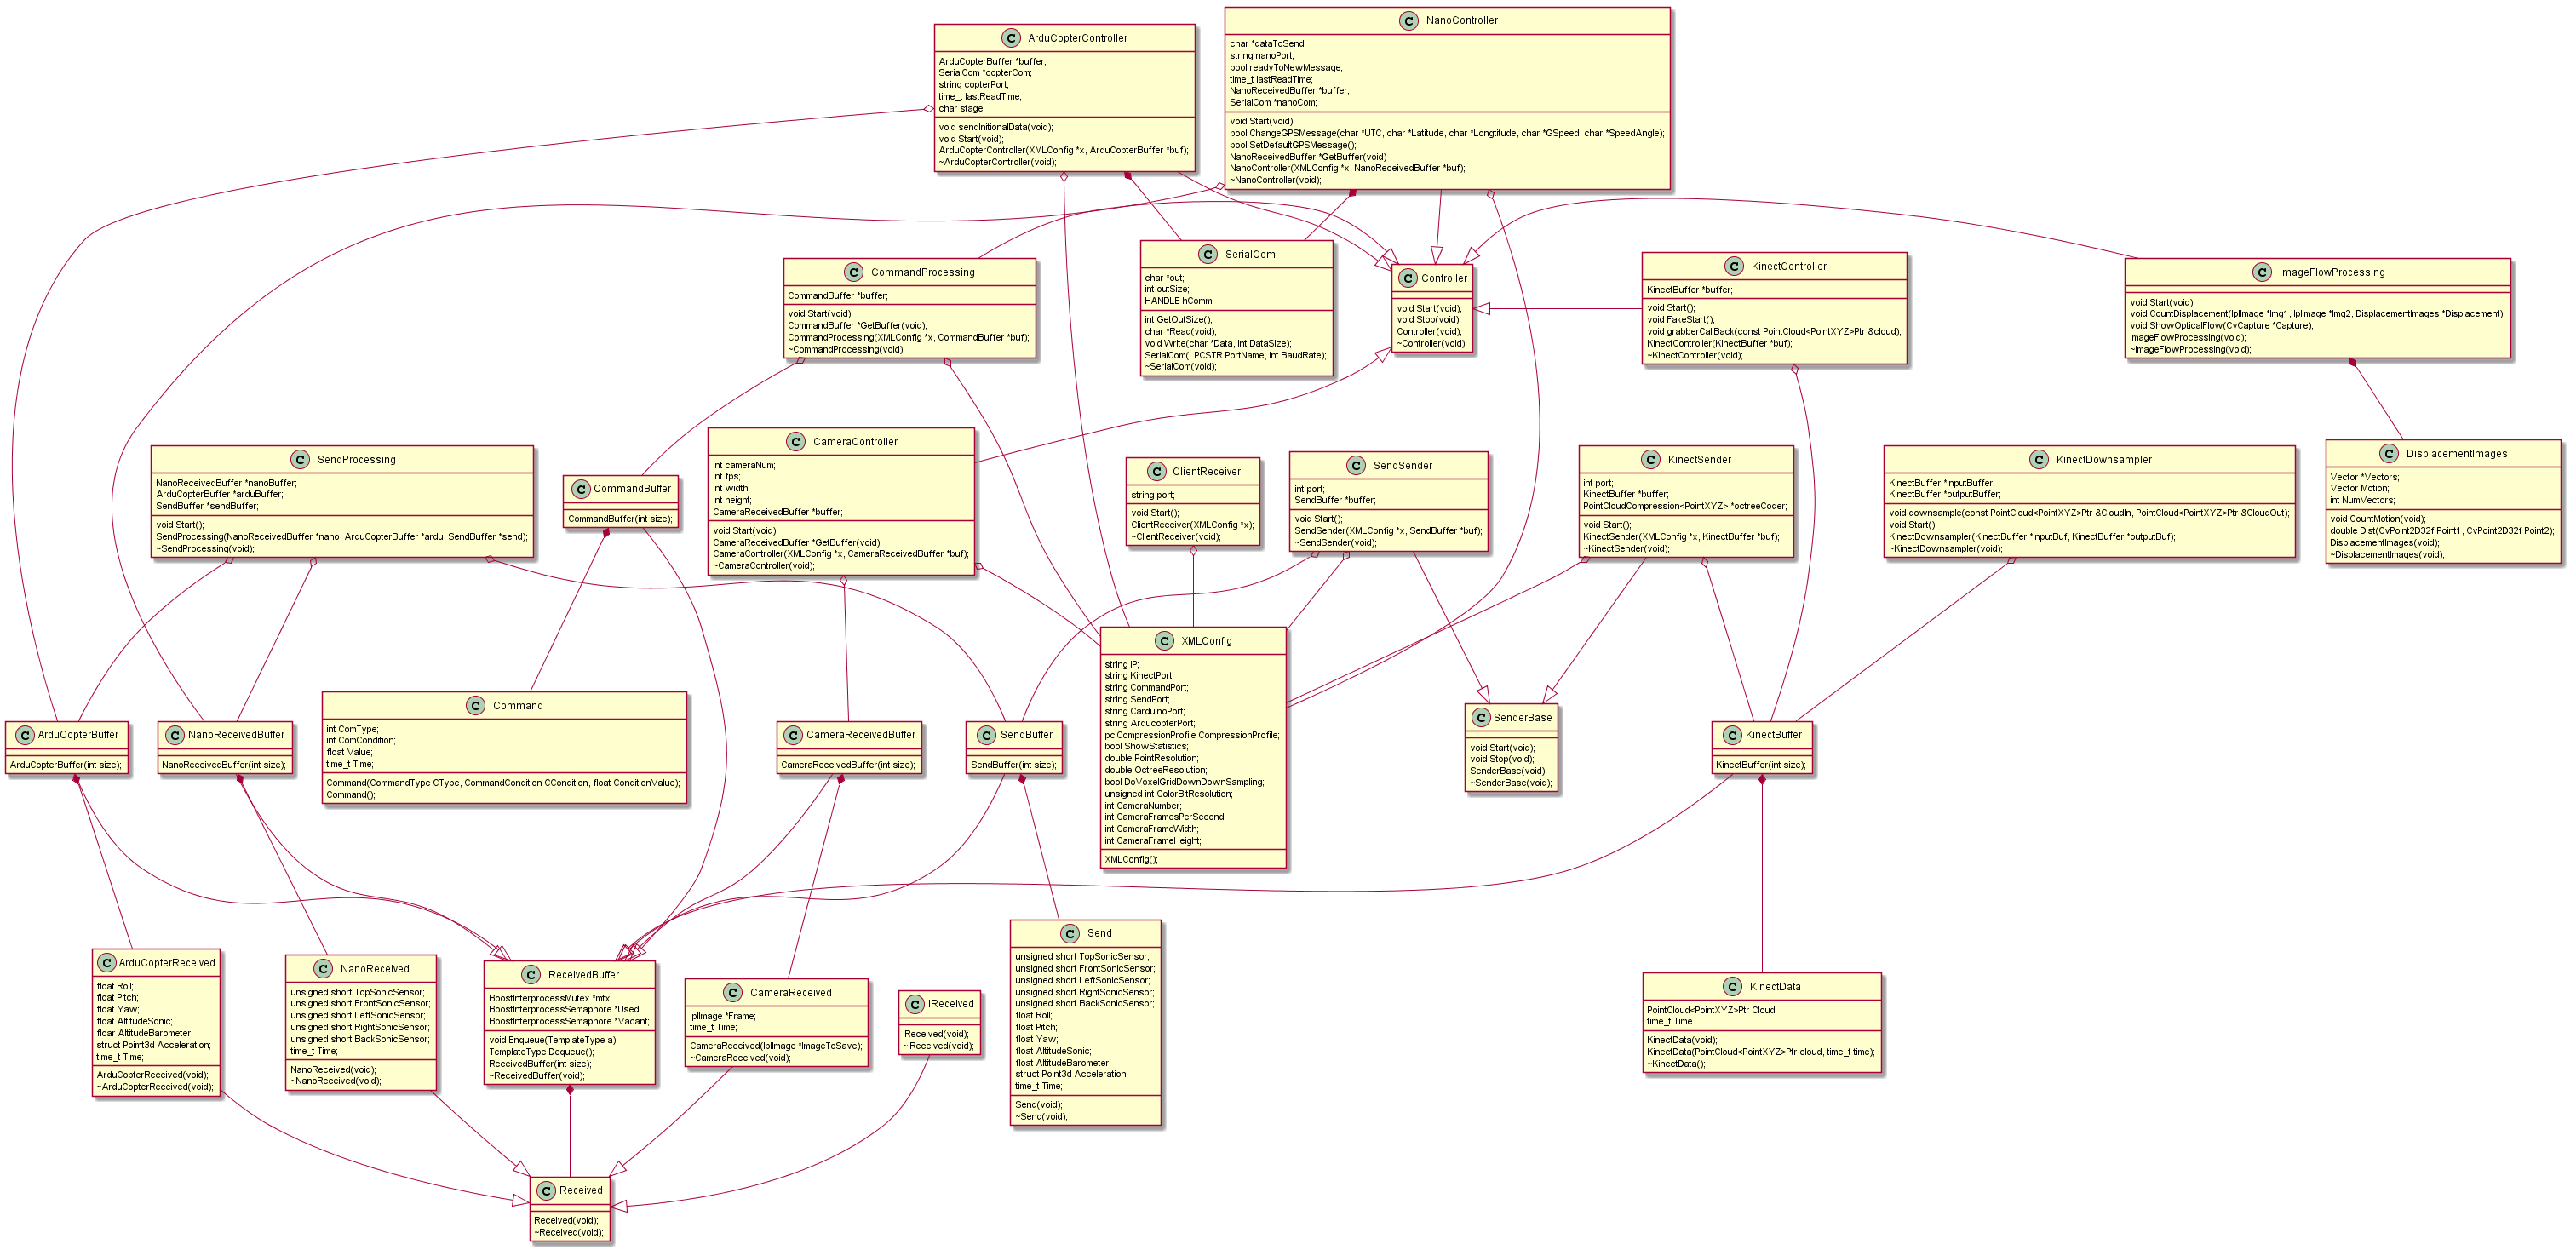 C ArduCopterController
ArduCopterBuffer *buffer;
SerialCom *copterCom;
string copterPort;
time_t lastReadTime;
char stage;
void sendInitionalData(void);
void Start(void);
ArduCopterController(XMLConfig *x, ArduCopterBuffer *buf);
~ArduCopterController(void);
C NanoController
char *dataToSend;
string nanoPort;
bool readyToNewMessage;
time_t lastReadTime;
NanoReceivedBuffer *buffer;
SerialCom *nanoCom;
void Start(void);
bool ChangeGPSMessage(char *UTC, char *Latitude, char *Longtitude, char *GSpeed, char *SpeedAngle);
bool SetDefaultGPSMessage();
NanoReceivedBuffer *GetBuffer(void)
NanoController(XMLConfig *x, NanoReceivedBuffer *buf);
~NanoController(void);
C CommandProcessing
CommandBuffer *buffer;
void Start(void);
CommandBuffer *GetBuffer(void);
CommandProcessing(XMLConfig *x, CommandBuffer *buf);
~CommandProcessing(void);
C SerialCom
char *out;
int outSize;
HANDLE hComm;
int GetOutSize();
char *Read(void);
void Write(char *Data, int DataSize);
SerialCom(LPCSTR PortName, int BaudRate);
~SerialCom(void);
C Controller
void Start(void);
void Stop(void);
Controller(void);
~Controller(void);
C KinectController
KinectBuffer *buffer;
void Start();
void FakeStart();
void grabberCallBack(const PointCloud<PointXYZ>Ptr &cloud);
KinectController(KinectBuffer *buf);
~KinectController(void);
C ImageFlowProcessing
void Start(void);
void CountDisplacement(IplImage *Img1, IplImage *Img2, DisplacementImages *Displacement);
void ShowOpticalFlow(CvCapture *Capture);
ImageFlowProcessing(void);
~ImageFlowProcessing(void);
C SendProcessing
NanoReceivedBuffer *nanoBuffer;
ArduCopterBuffer *arduBuffer;
SendBuffer *sendBuffer;
void Start();
SendProcessing(NanoReceivedBuffer *nano, ArduCopterBuffer *ardu, SendBuffer *send);
~SendProcessing(void);
C CommandBuffer
CommandBuffer(int size);
C CameraController
int cameraNum;
int fps;
int width;
int height;
CameraReceivedBuffer *buffer;
void Start(void);
CameraReceivedBuffer *GetBuffer(void);
CameraController(XMLConfig *x, CameraReceivedBuffer *buf);
~CameraController(void);
C ClientReceiver
string port;
void Start();
ClientReceiver(XMLConfig *x);
~ClientReceiver(void);
C SendSender
int port;
SendBuffer *buffer;
void Start();
SendSender(XMLConfig *x, SendBuffer *buf);
~SendSender(void);
C KinectSender
int port;
KinectBuffer *buffer;
PointCloudCompression<PointXYZ> *octreeCoder;
void Start();
KinectSender(XMLConfig *x, KinectBuffer *buf);
~KinectSender(void);
C KinectDownsampler
KinectBuffer *inputBuffer;
KinectBuffer *outputBuffer;
void downsample(const PointCloud<PointXYZ>Ptr &CloudIn, PointCloud<PointXYZ>Ptr &CloudOut);
void Start();
KinectDownsampler(KinectBuffer *inputBuf, KinectBuffer *outputBuf);
~KinectDownsampler(void);
C DisplacementImages
Vector *Vectors;
Vector Motion;
int NumVectors;
void CountMotion(void);
double Dist(CvPoint2D32f Point1, CvPoint2D32f Point2);
DisplacementImages(void);
~DisplacementImages(void);
C ArduCopterBuffer
ArduCopterBuffer(int size);
C NanoReceivedBuffer
NanoReceivedBuffer(int size);
C Command
int ComType;
int ComCondition;
float Value;
time_t Time;
Command(CommandType CType, CommandCondition CCondition, float ConditionValue);
Command();
C CameraReceivedBuffer
CameraReceivedBuffer(int size);
C SendBuffer
SendBuffer(int size);
C XMLConfig
string IP;
string KinectPort;
string CommandPort;
string SendPort;
string CarduinoPort;
string ArducopterPort;
pclCompressionProfile CompressionProfile;
bool ShowStatistics;
double PointResolution;
double OctreeResolution;
bool DoVoxelGridDownDownSampling;
unsigned int ColorBitResolution;
int CameraNumber;
int CameraFramesPerSecond;
int CameraFrameWidth;
int CameraFrameHeight;
XMLConfig();
C SenderBase
void Start(void);
void Stop(void);
SenderBase(void);
~SenderBase(void);
C KinectBuffer
KinectBuffer(int size);
C ArduCopterReceived
float Roll;
float Pitch;
float Yaw;
float AltitudeSonic;
floar AltitudeBarometer;
struct Poimt3d Acceleration;
time_t Time;
ArduCopterReceived(void);
~ArduCopterReceived(void);
C NanoReceived
unsigned short TopSonicSensor;
unsigned short FrontSonicSensor;
unsigned short LeftSonicSensor;
unsigned short RightSonicSensor;
unsigned short BackSonicSensor;
time_t Time;
NanoReceived(void);
~NanoReceived(void);
C ReceivedBuffer
BoostInterprocessMutex *mtx;
BoostInterprocessSemaphore *Used;
BoostInterprocessSemaphore *Vacant;
void Enqueue(TemplateType a);
TemplateType Dequeue();
ReceivedBuffer(int size);
~ReceivedBuffer(void);
C CameraReceived
IplImage *Frame;
time_t Time;
CameraReceived(IplImage *ImageToSave);
~CameraReceived(void);
C IReceived
IReceived(void);
~IReceived(void);
C Send
unsigned short TopSonicSensor;
unsigned short FrontSonicSensor;
unsigned short LeftSonicSensor;
unsigned short RightSonicSensor;
unsigned short BackSonicSensor;
float Roll;
float Pitch;
float Yaw;
float AltitudeSonic;
float AltitudeBarometer;
struct Point3d Acceleration;
time_t Time;
Send(void);
~Send(void);
C KinectData
PointCloud<PointXYZ>Ptr Cloud;
time_t Time
KinectData(void);
KinectData(PointCloud<PointXYZ>Ptr cloud, time_t time);
~KinectData();
C Received
Received(void);
~Received(void);